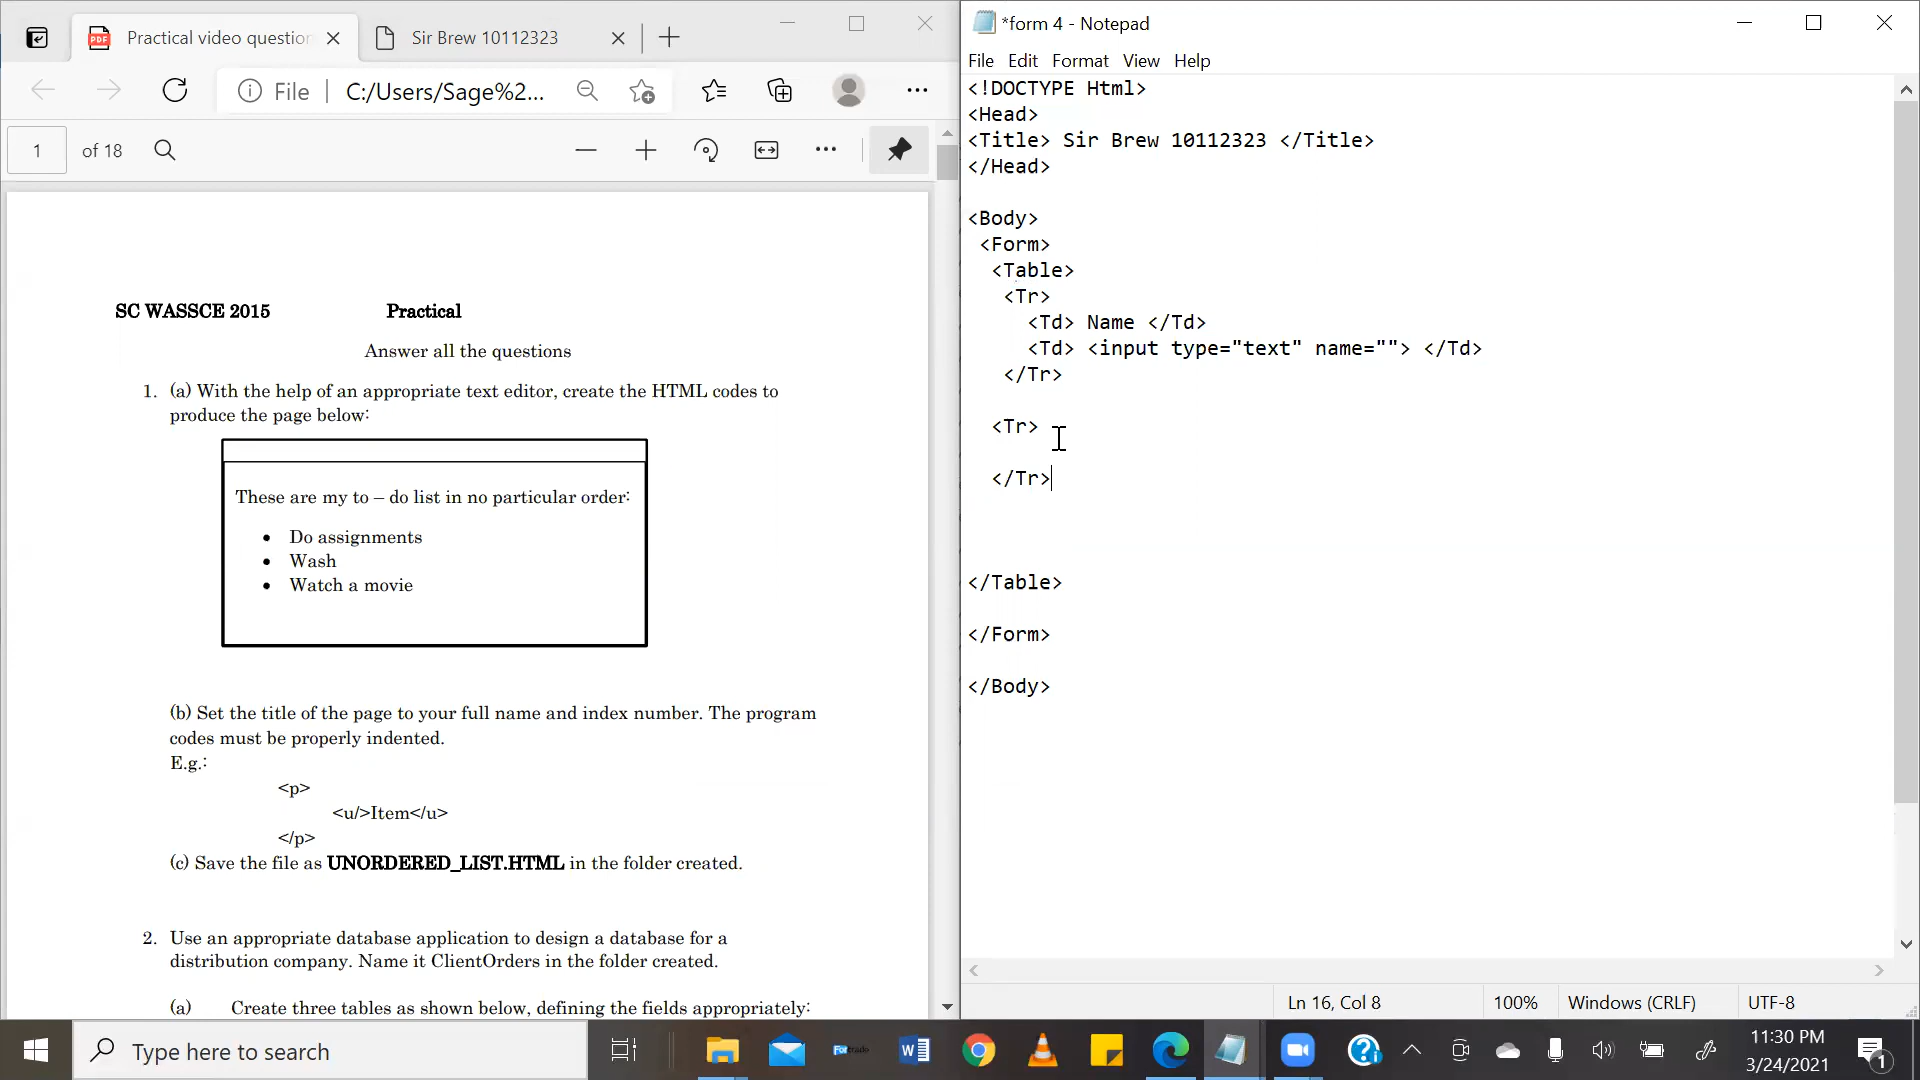 Practical video question
Sir Brew 10112323
File
C:/Users/Sage%2...
1
of 18
SC WASSCE 2015 Practical
Answer all the questions
1. (a) With the help of an appropriate text editor, create the HTML codes to
produce the page below:
These are my to – do list in no particular order:
• Do assignments
• Wash
• Watch a movie
(b) Set the title of the page to your full name and index number. The program
codes must be properly indented.
E.g.:
<p>
<u/>Item</u>
</p>
(c) Save the file as UNORDERED_LIST.HTML in the folder created.
2. Use an appropriate database application to design a database for a
distribution company. Name it ClientOrders in the folder created.
(a) Create three tables as shown below, defining the fields appropriately:
*form 4 - Notepad
File Edit Format View Help
<!DOCTYPE Html>
<Head>
<Title> Sir Brew 10112323 </Title>
</Head>
<Body>
<Form>
<Table>
<Tr>
<Td> Name </Td>
<Td> <input type="text" name=""> </Td>
</Tr>
<Tr>
</Tr>
</Table>
</Form>
</Body>
Ln 16, Col 8
100%
Windows (CRLF)
UTF-8
Type here to search
11:30 PM
3/24/2021
1